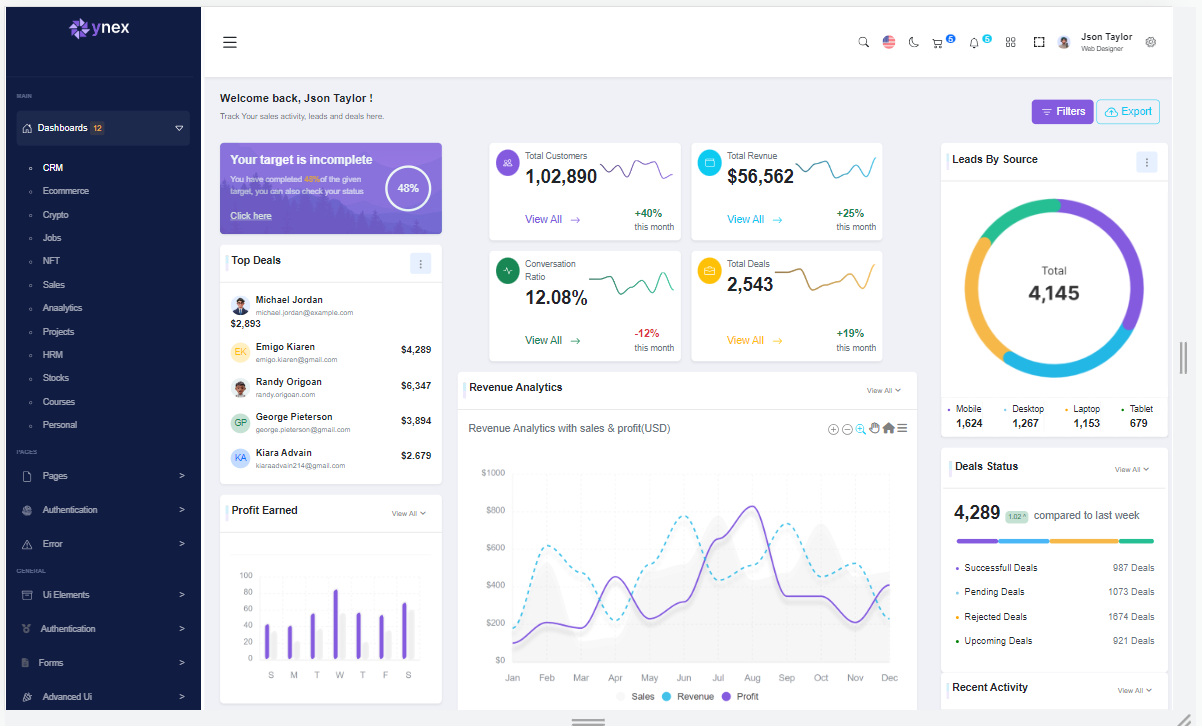 ynex
MAIN
Dashboards 12
CRM
Ecommerce
Crypto
Jobs
NFT
Sales
Anaalytics
Projects
HRM
Stocks
Courses
Personal
PAGES
Pages >
Authentication >
Error >
GENERAL
Ui Elements >
Authentication >
Forms >
Advanced Ui >
5
5
Json Taylor
Web Designer
Welcome back, Json Taylor !
Track Your sales activity, leads and deals here.
Filters
Export
Your target is incomplete
You have completed 48% of the given
target, you can also check your status
Click here
48%
Top Deals
Michael Jordan
michael.jordan@example.com
$2,893
EK
Emigo Kiaren
emigo.kiaren@gmail.com
$4,289
Randy Origoan
randy.origoan.com
$6,347
GP
George Pieterson
george.pieterson@gmail.com
$3,894
KA
Kiara Advain
kiaraadvain214@gmail.com
$2.679
Profit Earned
View All
100
80
60
40
20
0
S M T W T F S
Total Customers
1,02,890
View All →
+40%
this month
Total Revnue
$56,562
View All →
+25%
this month
Conversation
Ratio
12.08%
View All →
-12%
this month
Total Deals
2,543
View All →
+19%
this month
Revenue Analytics
View All
Revenue Analytics with sales & profit(USD)
$1000
$800
$600
$400
$200
$0
Jan Feb Mar Apr May Jun Jul Aug Sep Oct Nov Dec
Sales Revenue Profit
Leads By Source
Total
4,145
Mobile
1,624
Desktop
1,267
Laptop
1,153
Tablet
679
Deals Status
View All
4,289 1.02 ^ compared to last week
Successfull Deals 987 Deals
Pending Deals 1073 Deals
Rejected Deals 1674 Deals
Upcoming Deals 921 Deals
Recent Activity
View All